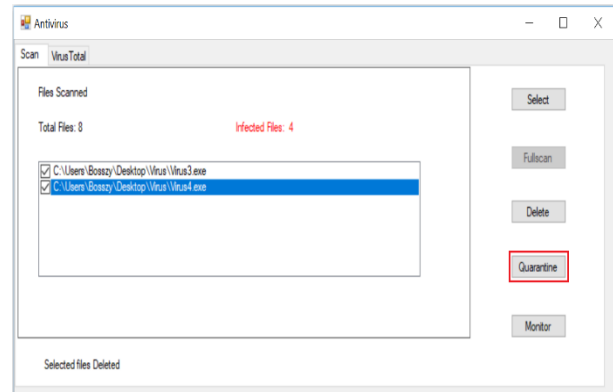 Antivirus
Scan VirusTotal
Files Scanned
Total Files: 8 Infected Files: 4
C:\Users\Bosszy\Desktop\Virus\Virus3.exe
C:\Users\Bosszy\Desktop\Virus\Virus4.exe
Select
Fullscan
Delete
Quarantine
Monitor
Selected files Deleted